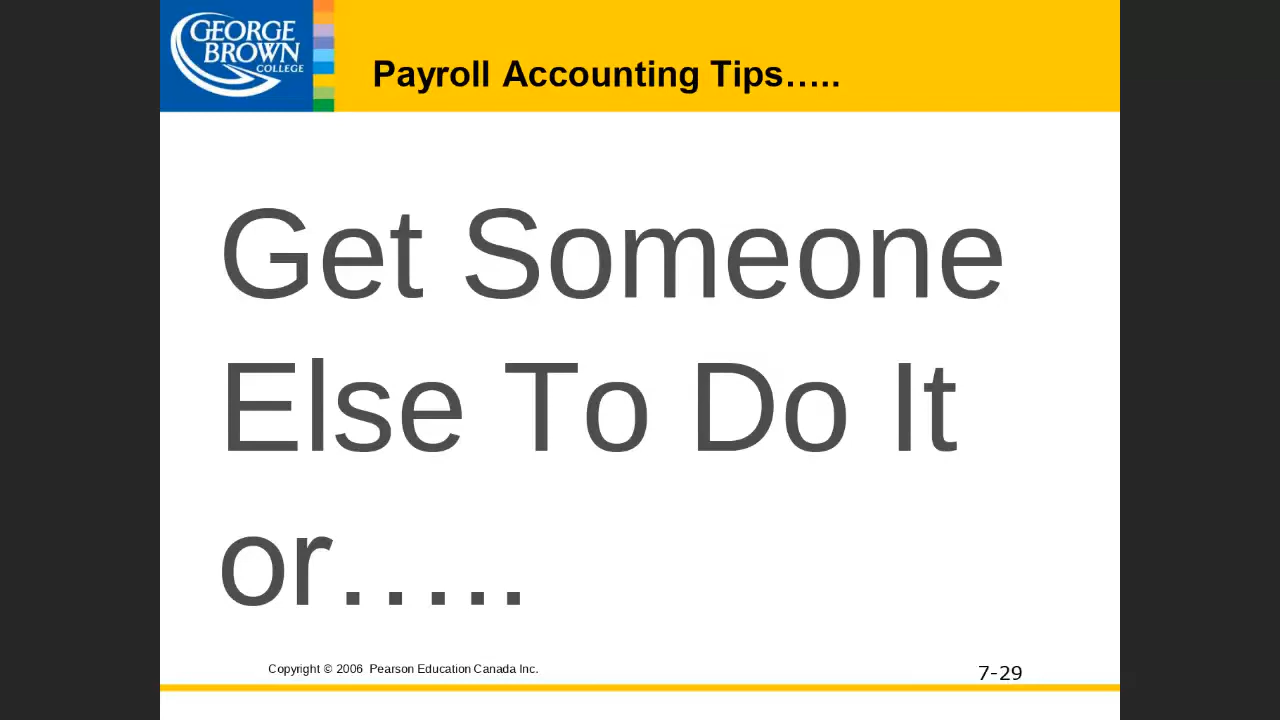 GEORGE
BROWN
COLLEGE
Payroll Accounting Tips…..
Get Someone
Else To Do It
or…..
Copyright © 2006 Pearson Education Canada Inc.
7-29